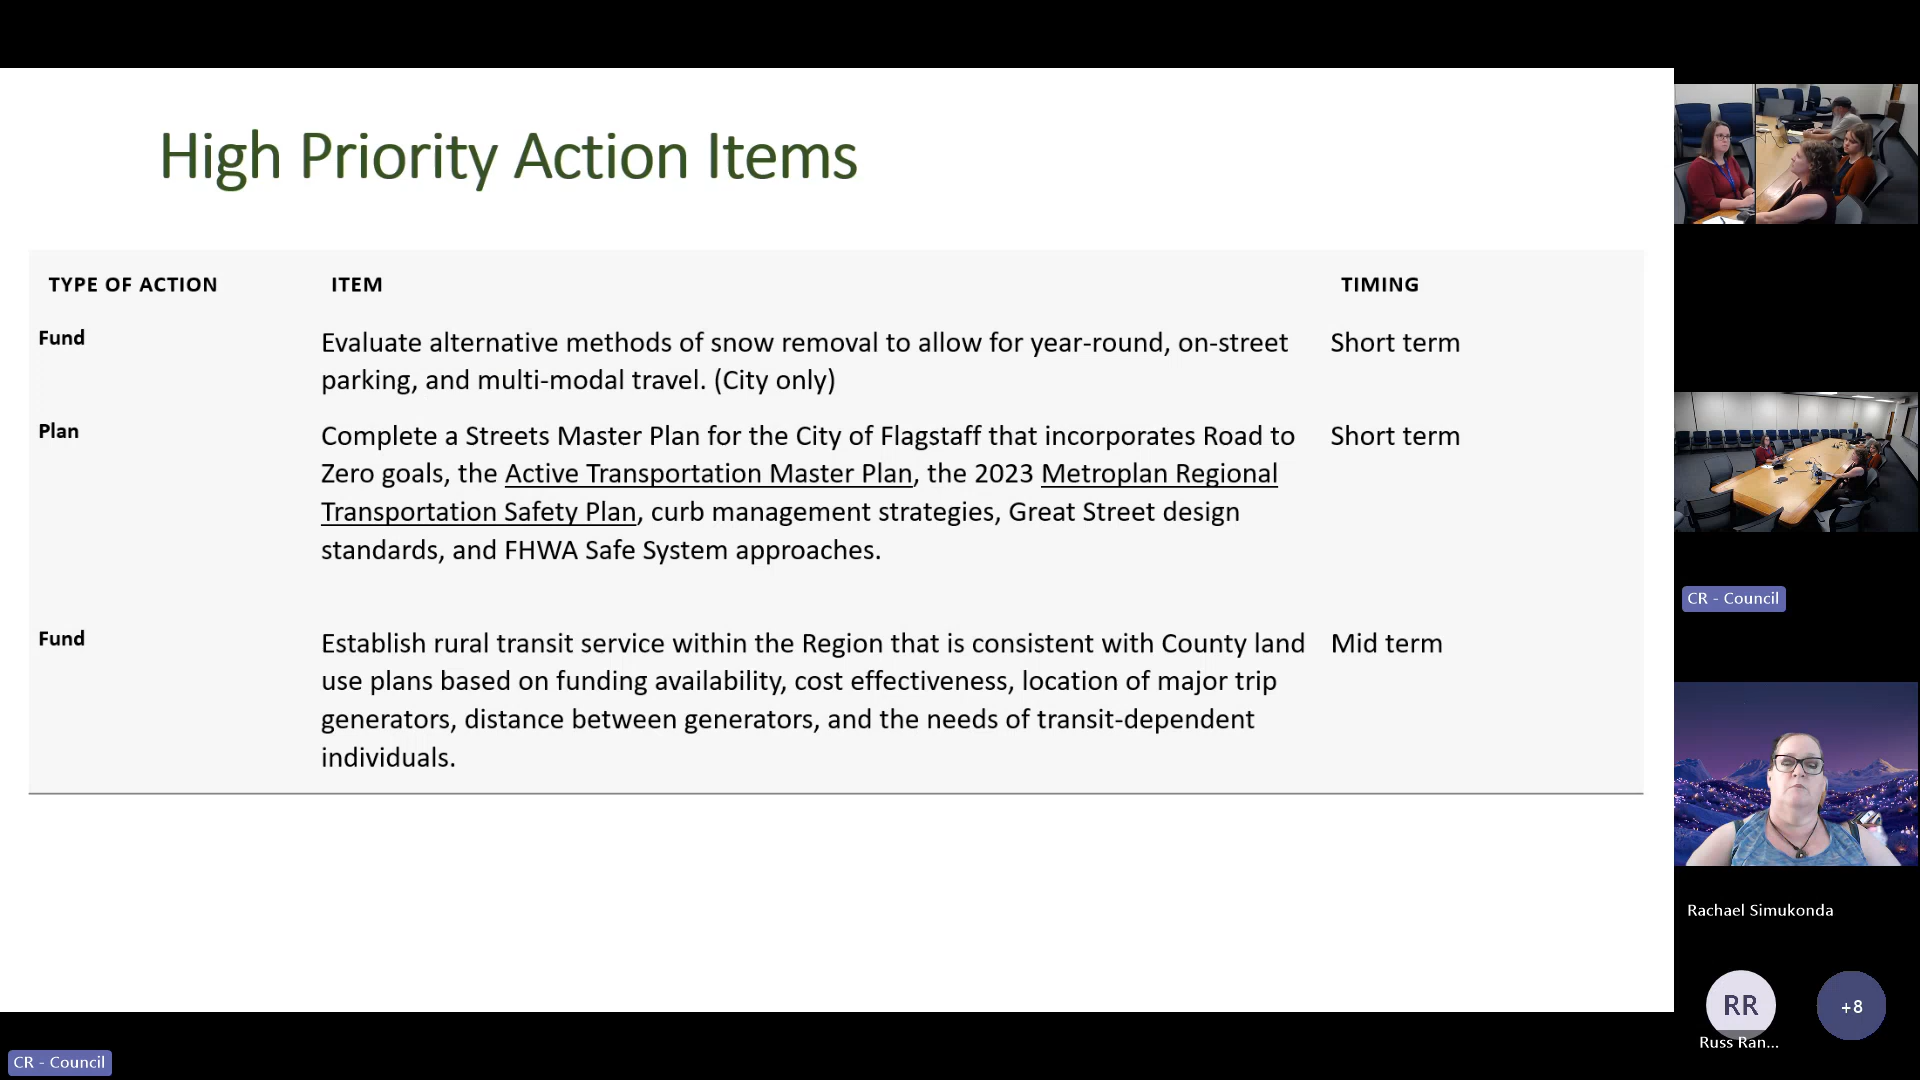 High Priority Action Items
TYPE OF ACTION ITEM TIMING
Fund Evaluate alternative methods of snow removal to allow for year-round, on-street Short term
parking, and multi-modal travel. (City only)
Plan Complete a Streets Master Plan for the City of Flagstaff that incorporates Road to Short term
Zero goals, the Active Transportation Master Plan, the 2023 Metroplan Regional
Transportation Safety Plan, curb management strategies, Great Street design
standards, and FHWA Safe System approaches.
Fund Establish rural transit service within the Region that is consistent with County land Mid term
use plans based on funding availability, cost effectiveness, location of major trip
generators, distance between generators, and the needs of transit-dependent
individuals.
CR - Council
Rachael Simukonda
RR
+8
Russ Ran...
CR - Council